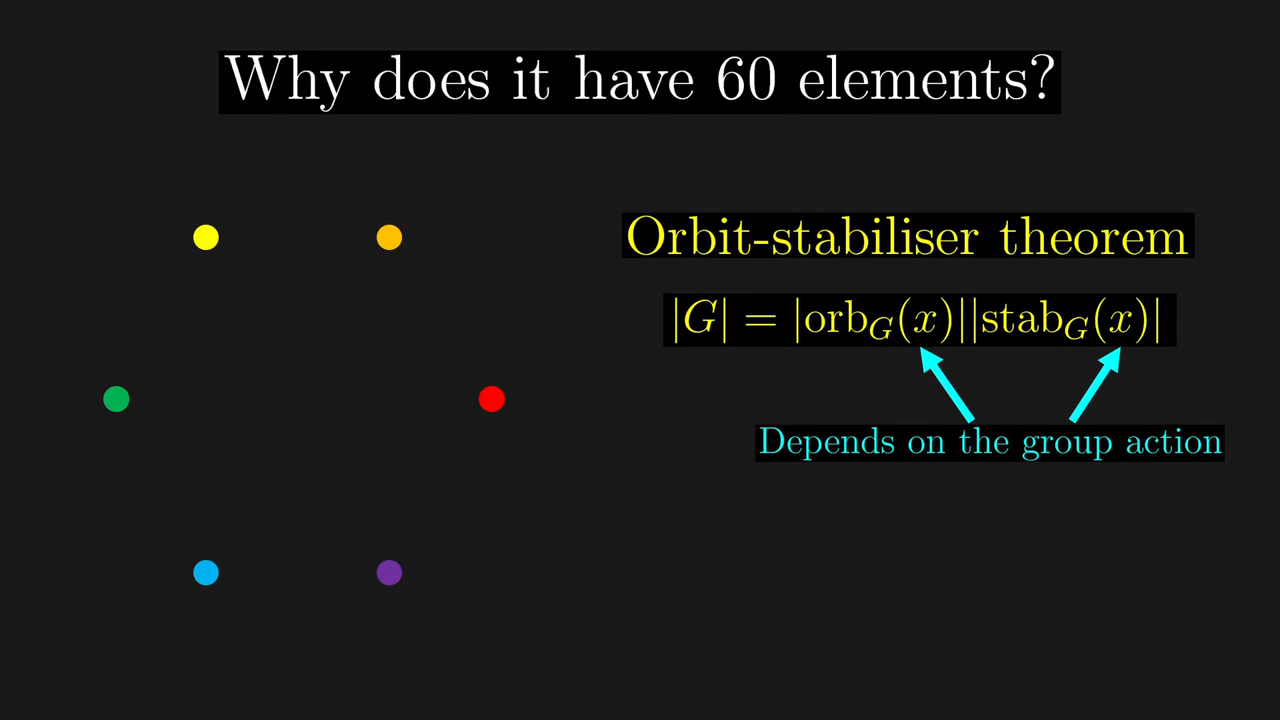 Why does it have 60 elements?
Orbit-stabiliser theorem
|G| = |orb_G(x)||stab_G(x)|
Depends on the group action